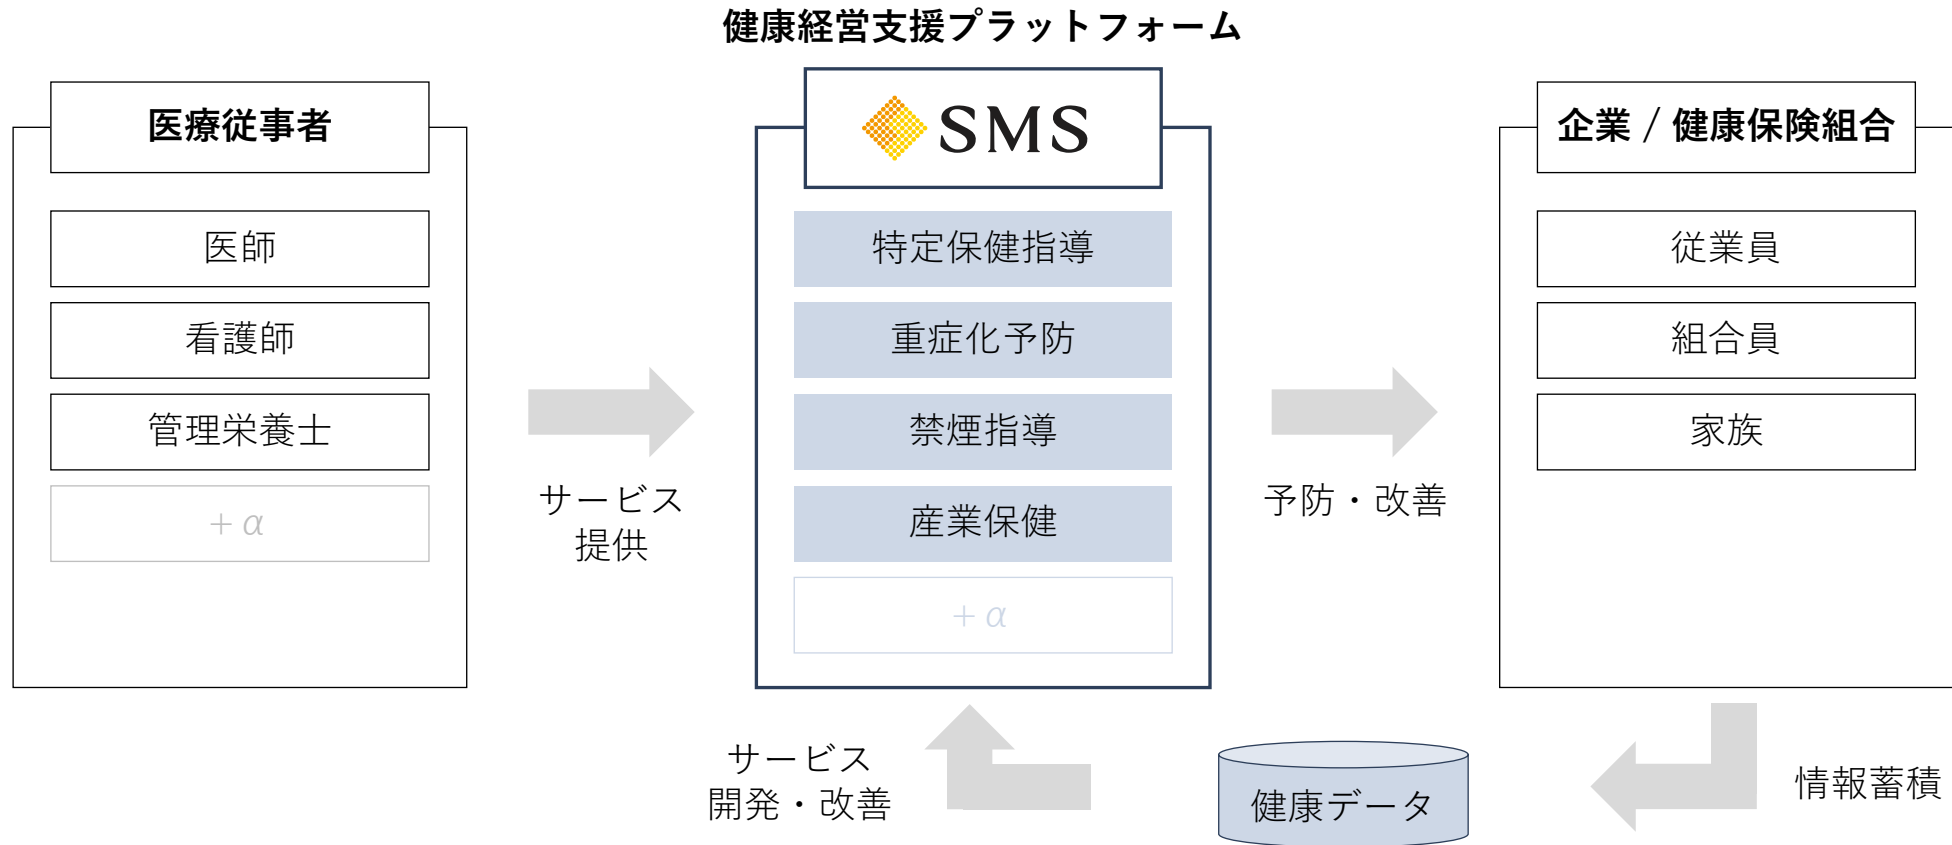 健康経営支援プラットフォーム
医療従事者
医師
看護師
管理栄養士
+ α
サービス
提供
SMS
特定保健指導
重症化予防
禁煙指導
産業保健
+ α
予防・改善
企業 / 健康保険組合
従業員
組合員
家族
情報蓄積
健康データ
サービス
開発・改善